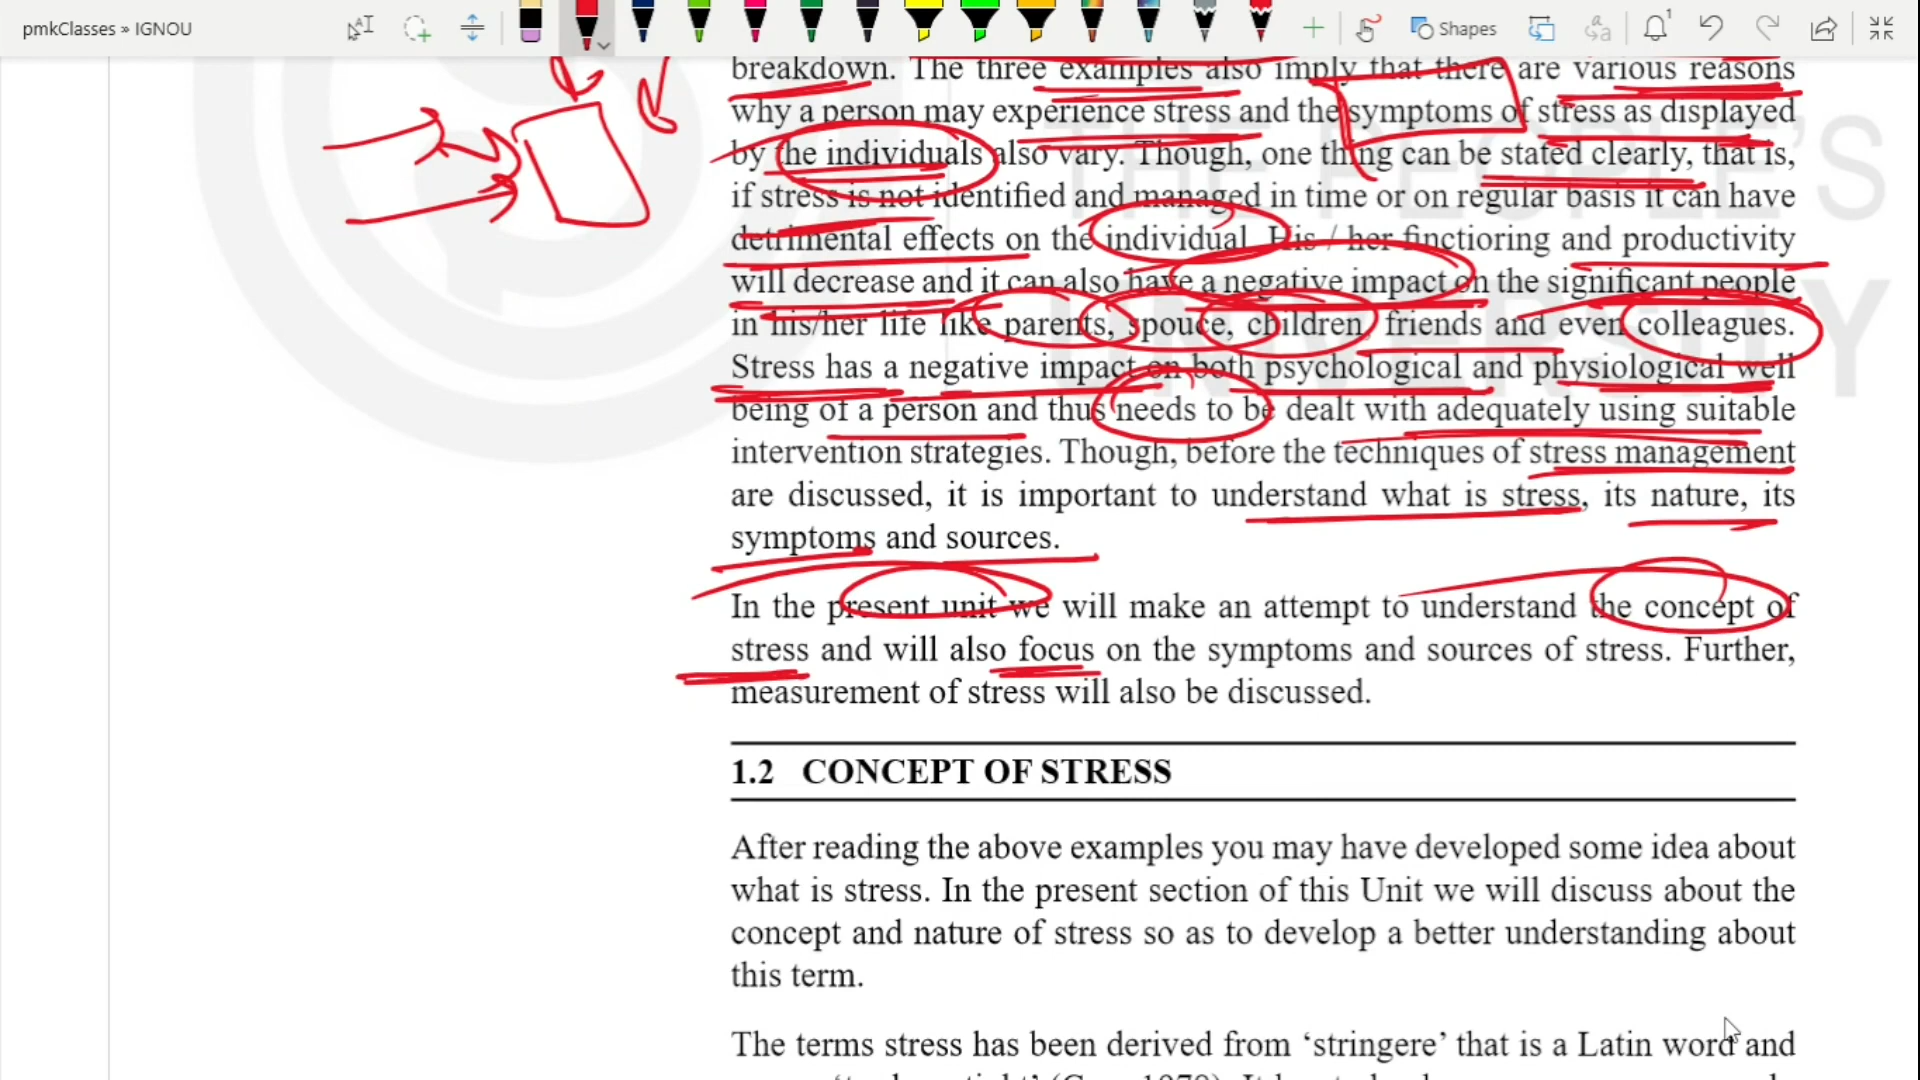 pmkClasses » IGNOU
Shapes
1
breakdown. The three examples also imply that there are various reasons
why a person may experience stress and the symptoms of stress as displayed
by the individuals also vary. Though, one thing can be stated clearly, that is,
if stress is not identified and managed in time or on regular basis it can have
detrimental effects on the individual. His / her functioring and productivity
will decrease and it can also have a negative impact on the significant people
in his/her life like parents, spouce, children, friends and even colleagues.
Stress has a negative impact on both psychological and physiological well
being of a person and thus needs to be dealt with adequately using suitable
intervention strategies. Though, before the techniques of stress management
are discussed, it is important to understand what is stress, its nature, its
symptoms and sources.
In the present unit we will make an attempt to understand the concept of
stress and will also focus on the symptoms and sources of stress. Further,
measurement of stress will also be discussed.
1.2 CONCEPT OF STRESS
After reading the above examples you may have developed some idea about
what is stress. In the present section of this Unit we will discuss about the
concept and nature of stress so as to develop a better understanding about
this term.
The terms stress has been derived from ‘stringere’ that is a Latin word and
THE PEOPLE'S
UNIVERSITY